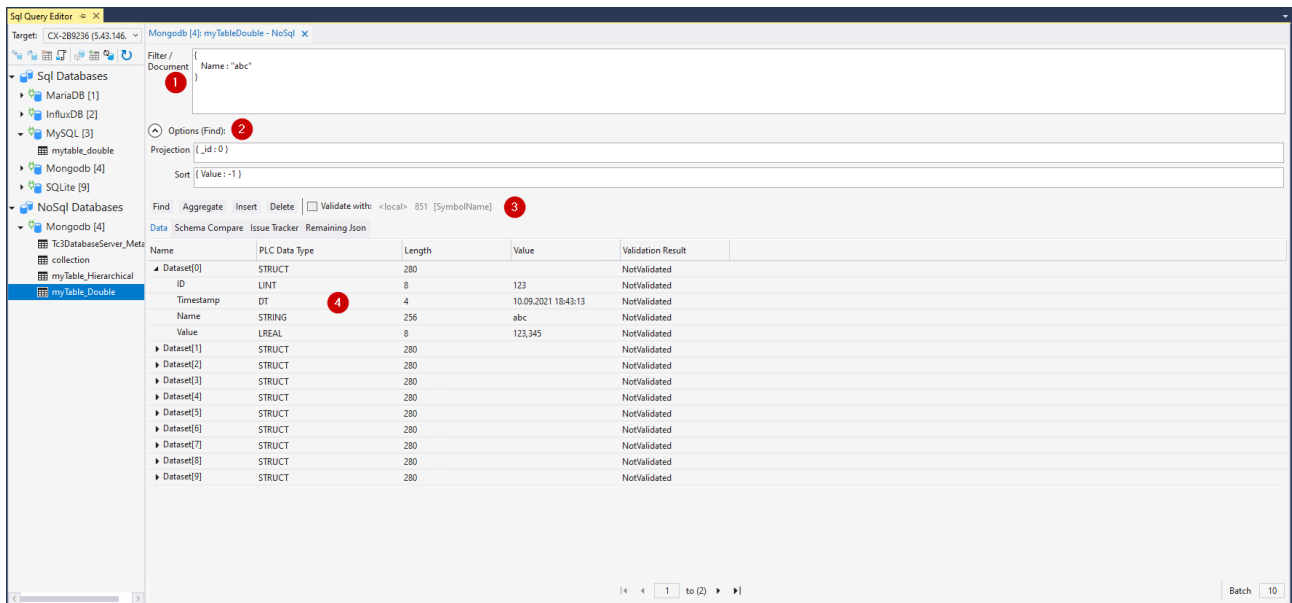 Sql Query Editor
Target: CX-2B9236 (5.43.146.
Sql Databases
MariaDB [1]
InfluxDB [2]
MySQL [3]
mytable_double
Mongodb [4]
SQLite [9]
NoSql Databases
Mongodb [4]
Tc3DatabaseServer_Meta
collection
myTable_Hierarchical
myTable_Double
Mongodb [4]: myTableDouble - NoSql
Filter /
Document
1
{
Name : "abc"
}
Options (Find): 2
Projection { _id : 0 }
Sort { Value : -1 }
Find Aggregate Insert Delete Validate with: <local> 851 [SymbolName] 3
Data Schema Compare Issue Tracker Remaining Json
Name PLC Data Type Length Value Validation Result
Dataset[0] STRUCT 280 NotValidated
ID LINT 8 123
Timestamp DT 4 10.09.2021 18:43:13
4
Name STRING 256 abc
Value LREAL 8 123,345
Dataset[1] STRUCT 280 NotValidated
Dataset[2] STRUCT 280 NotValidated
Dataset[3] STRUCT 280 NotValidated
Dataset[4] STRUCT 280 NotValidated
Dataset[5] STRUCT 280 NotValidated
Dataset[6] STRUCT 280 NotValidated
Dataset[7] STRUCT 280 NotValidated
Dataset[8] STRUCT 280 NotValidated
Dataset[9] STRUCT 280 NotValidated
1 to (2)
Batch 10